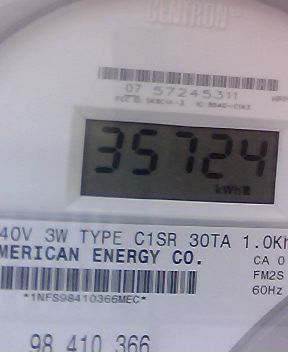 CENTRON®
07 57245311
35724
kWh
40V 3W TYPE C1SR 30TA 1.0Kh
MERICAN ENERGY CO.
CA 0
FM2S
60Hz
*1NFS98410366MEC*
98 410 366